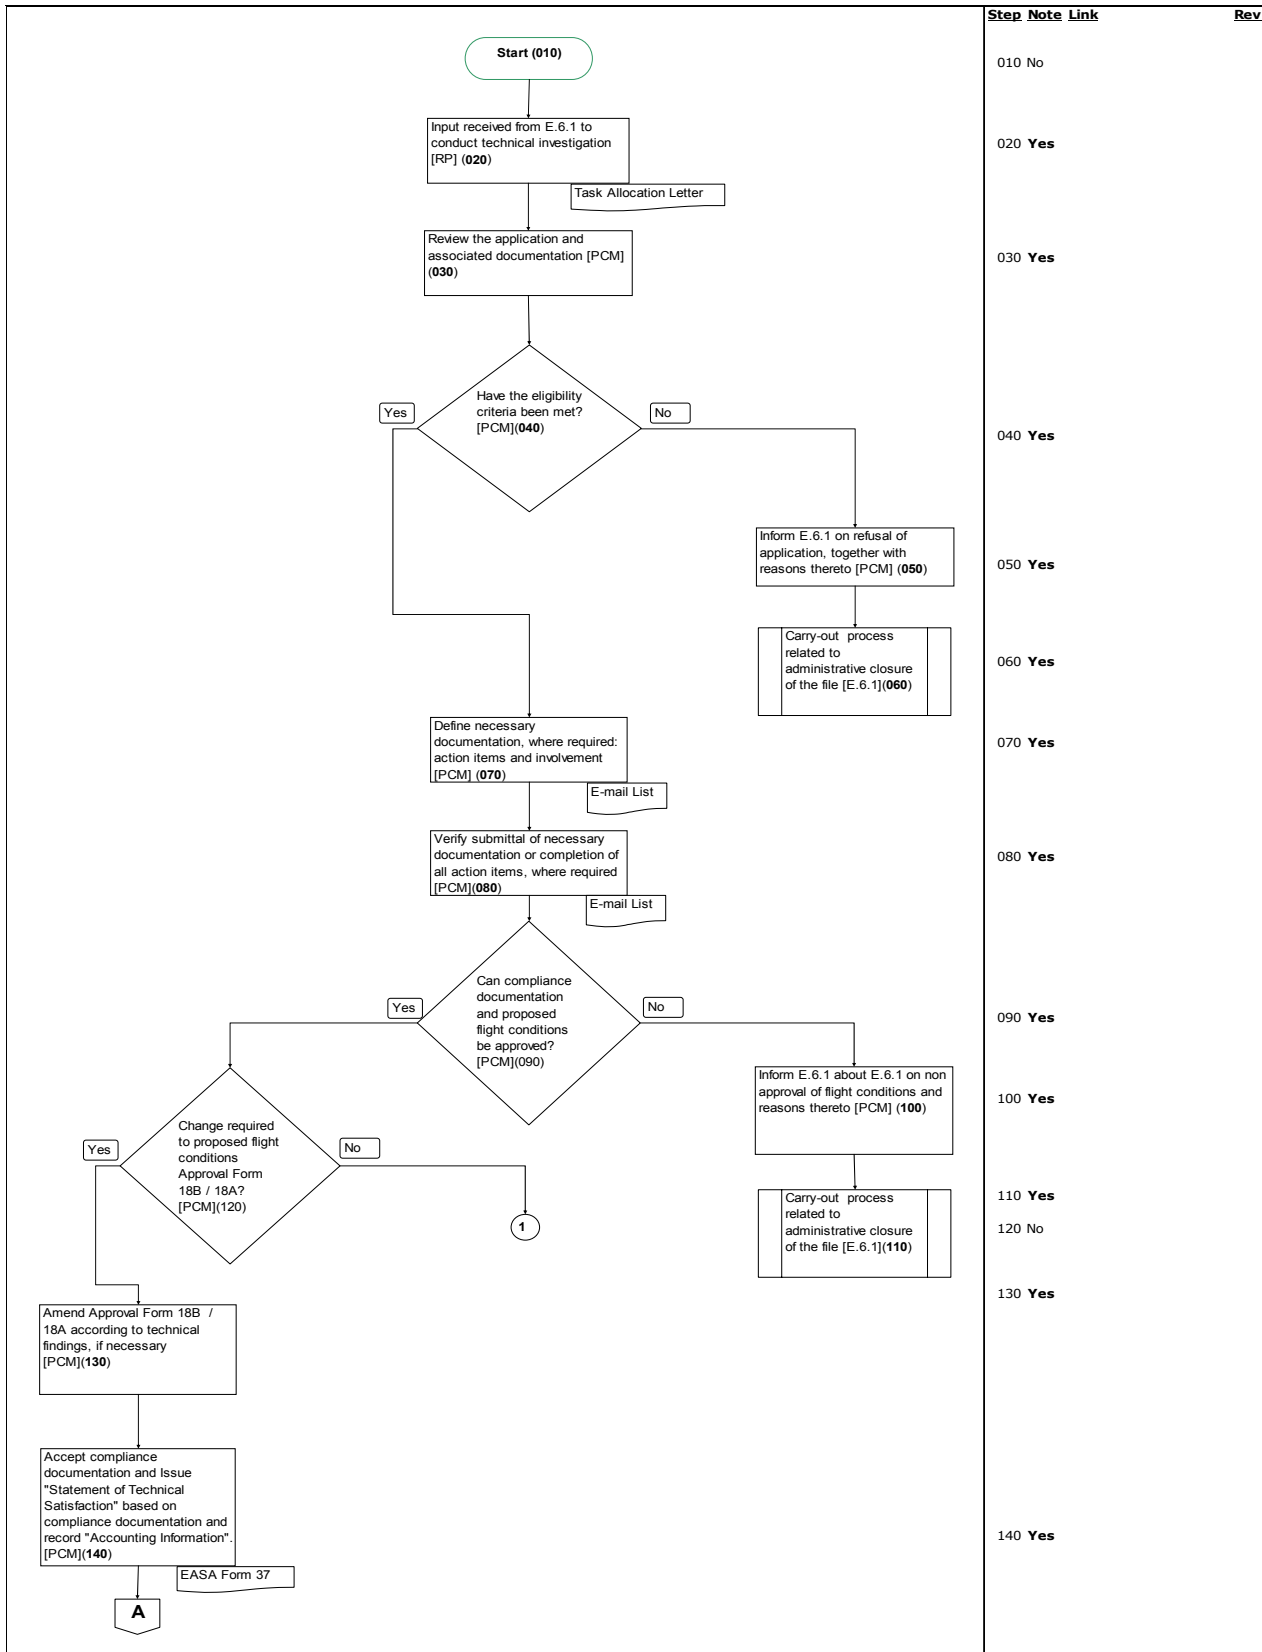 Step Note Link Rev
Start (010)
010 No
Input received from E.6.1 to
conduct technical investigation
[RP] (020)
020 Yes
Task Allocation Letter
Review the application and
associated documentation [PCM]
(030)
030 Yes
Have the eligibility
criteria been met?
[PCM](040)
Yes
No
040 Yes
Inform E.6.1 on refusal of
application, together with
reasons thereto [PCM] (050)
050 Yes
Carry-out process
related to
administrative closure
of the file [E.6.1](060)
060 Yes
Define necessary
documentation, where required:
action items and involvement
[PCM] (070)
070 Yes
E-mail List
Verify submittal of necessary
documentation or completion of
all action items, where required
[PCM](080)
080 Yes
E-mail List
Can compliance
documentation
and proposed
flight conditions
be approved?
[PCM](090)
Yes
No
090 Yes
Inform E.6.1 about E.6.1 on non
approval of flight conditions and
reasons thereto [PCM] (100)
100 Yes
Change required
to proposed flight
conditions
Approval Form
18B / 18A?
[PCM](120)
Yes
No
1
Carry-out process
related to
administrative closure
of the file [E.6.1](110)
110 Yes
120 No
Amend Approval Form 18B /
18A according to technical
findings, if necessary
[PCM](130)
130 Yes
Accept compliance
documentation and Issue
"Statement of Technical
Satisfaction" based on
compliance documentation and
record "Accounting Information".
[PCM](140)
140 Yes
EASA Form 37
A